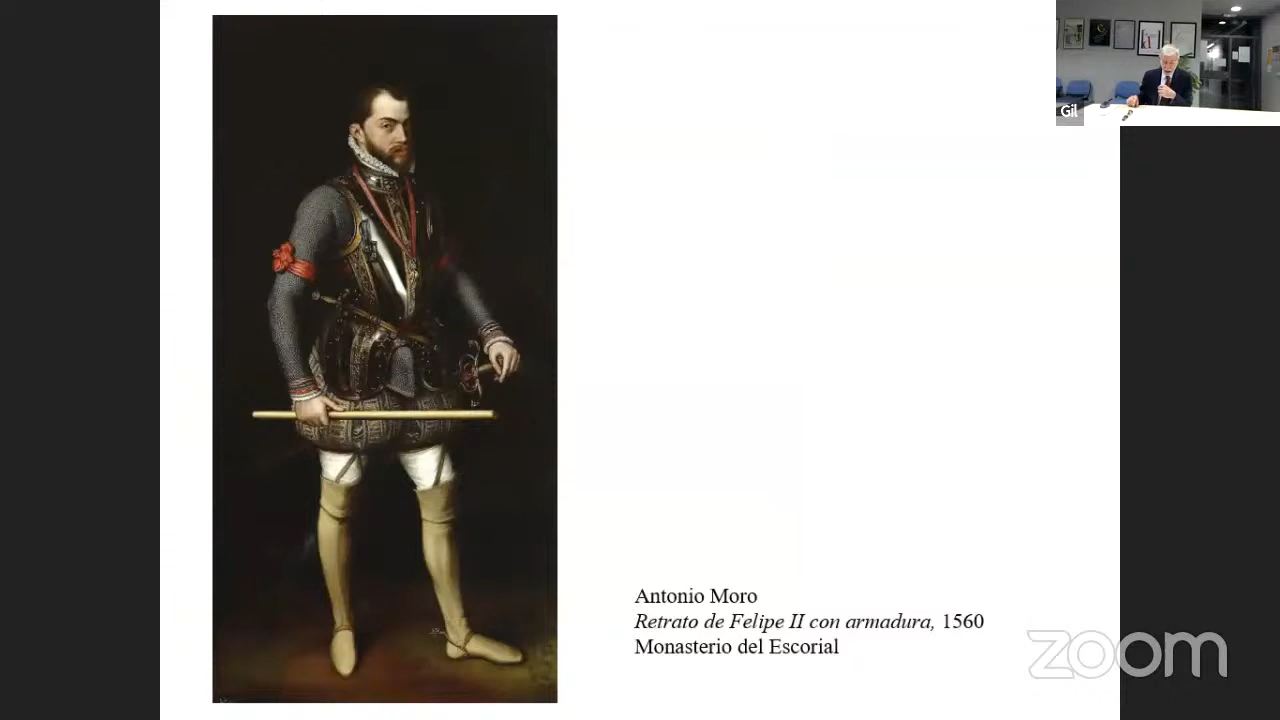 Gil
Antonio Moro
Retrato de Felipe II con armadura, 1560
Monasterio del Escorial
zoom